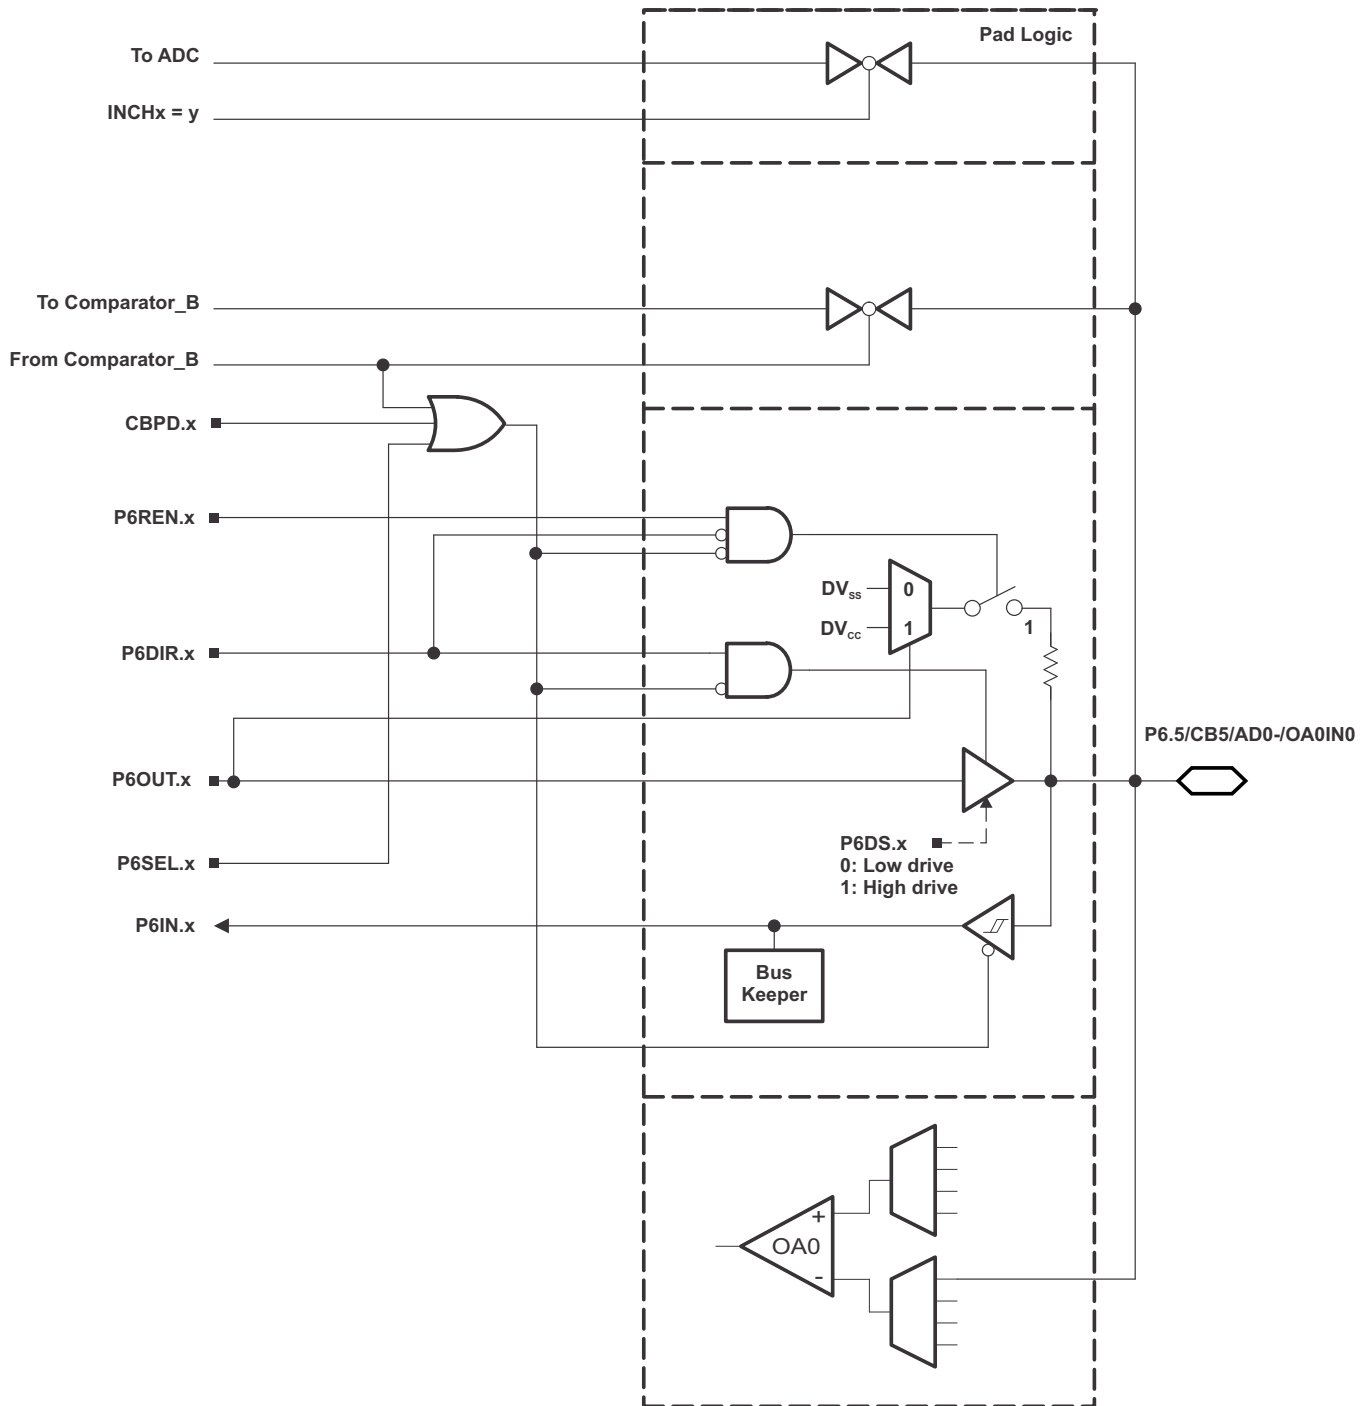 Pad Logic
To ADC
INCHx = y
To Comparator_B
From Comparator_B
CBPD.x
P6REN.x
DVSS
0
DVCC
1
1
P6DIR.x
P6.5/CB5/AD0-/OA0IN0
P6OUT.x
P6DS.x
0: Low drive
1: High drive
P6SEL.x
P6IN.x
Bus
Keeper
+
OA0
-